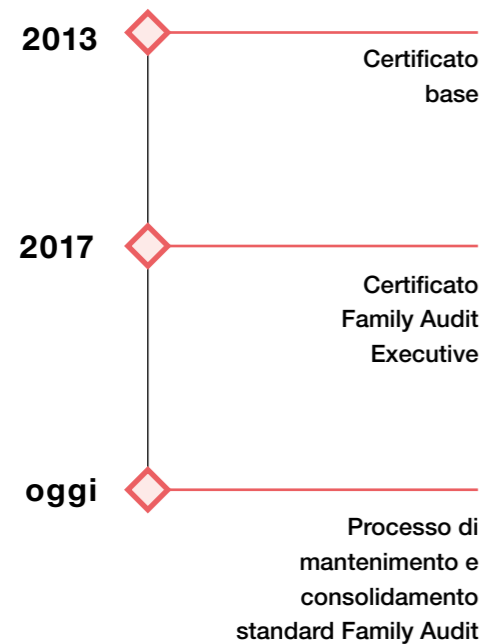 2013
Certificato
base
2017
Certificato
Family Audit
Executive
oggi
Processo di
mantenimento e
consolidamento
standard Family Audit